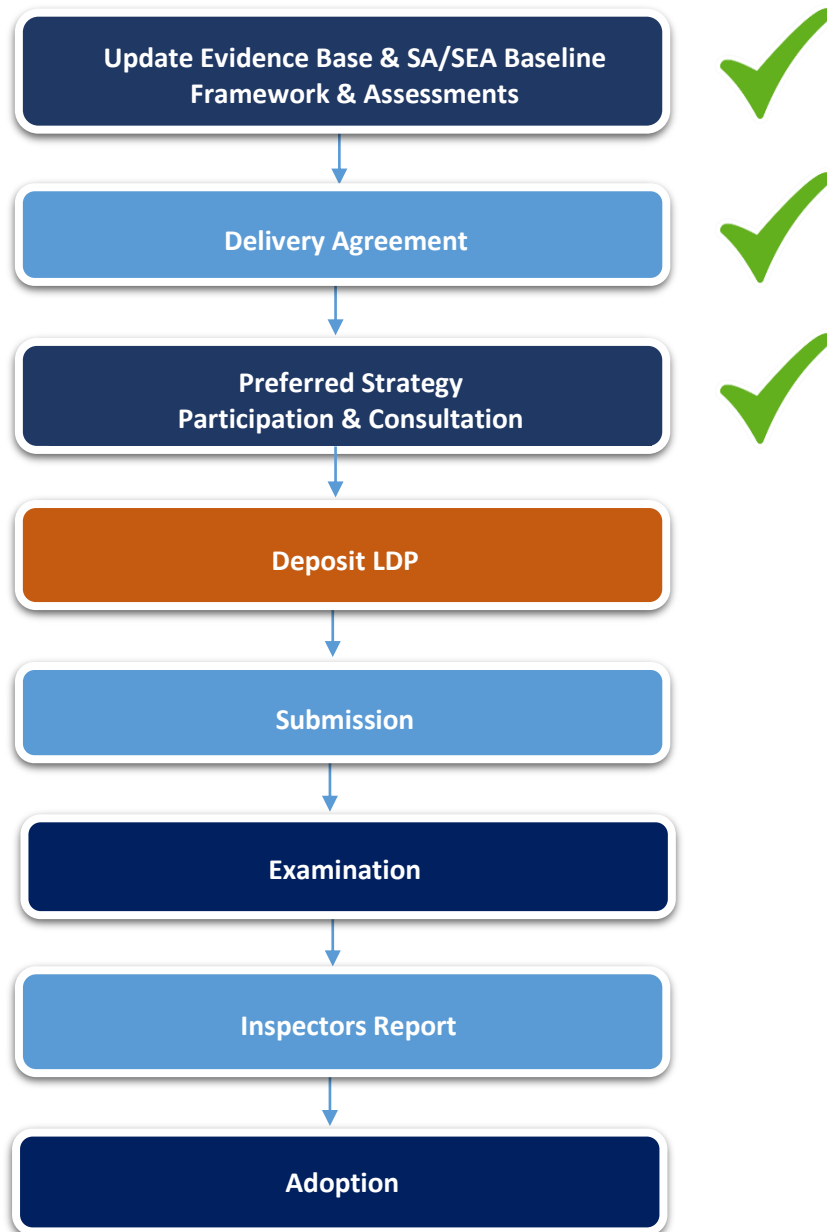 Update Evidence Base & SA/SEA Baseline
Framework & Assessments
Delivery Agreement
Preferred Strategy
Participation & Consultation
Deposit LDP
Submission
Examination
Inspectors Report
Adoption